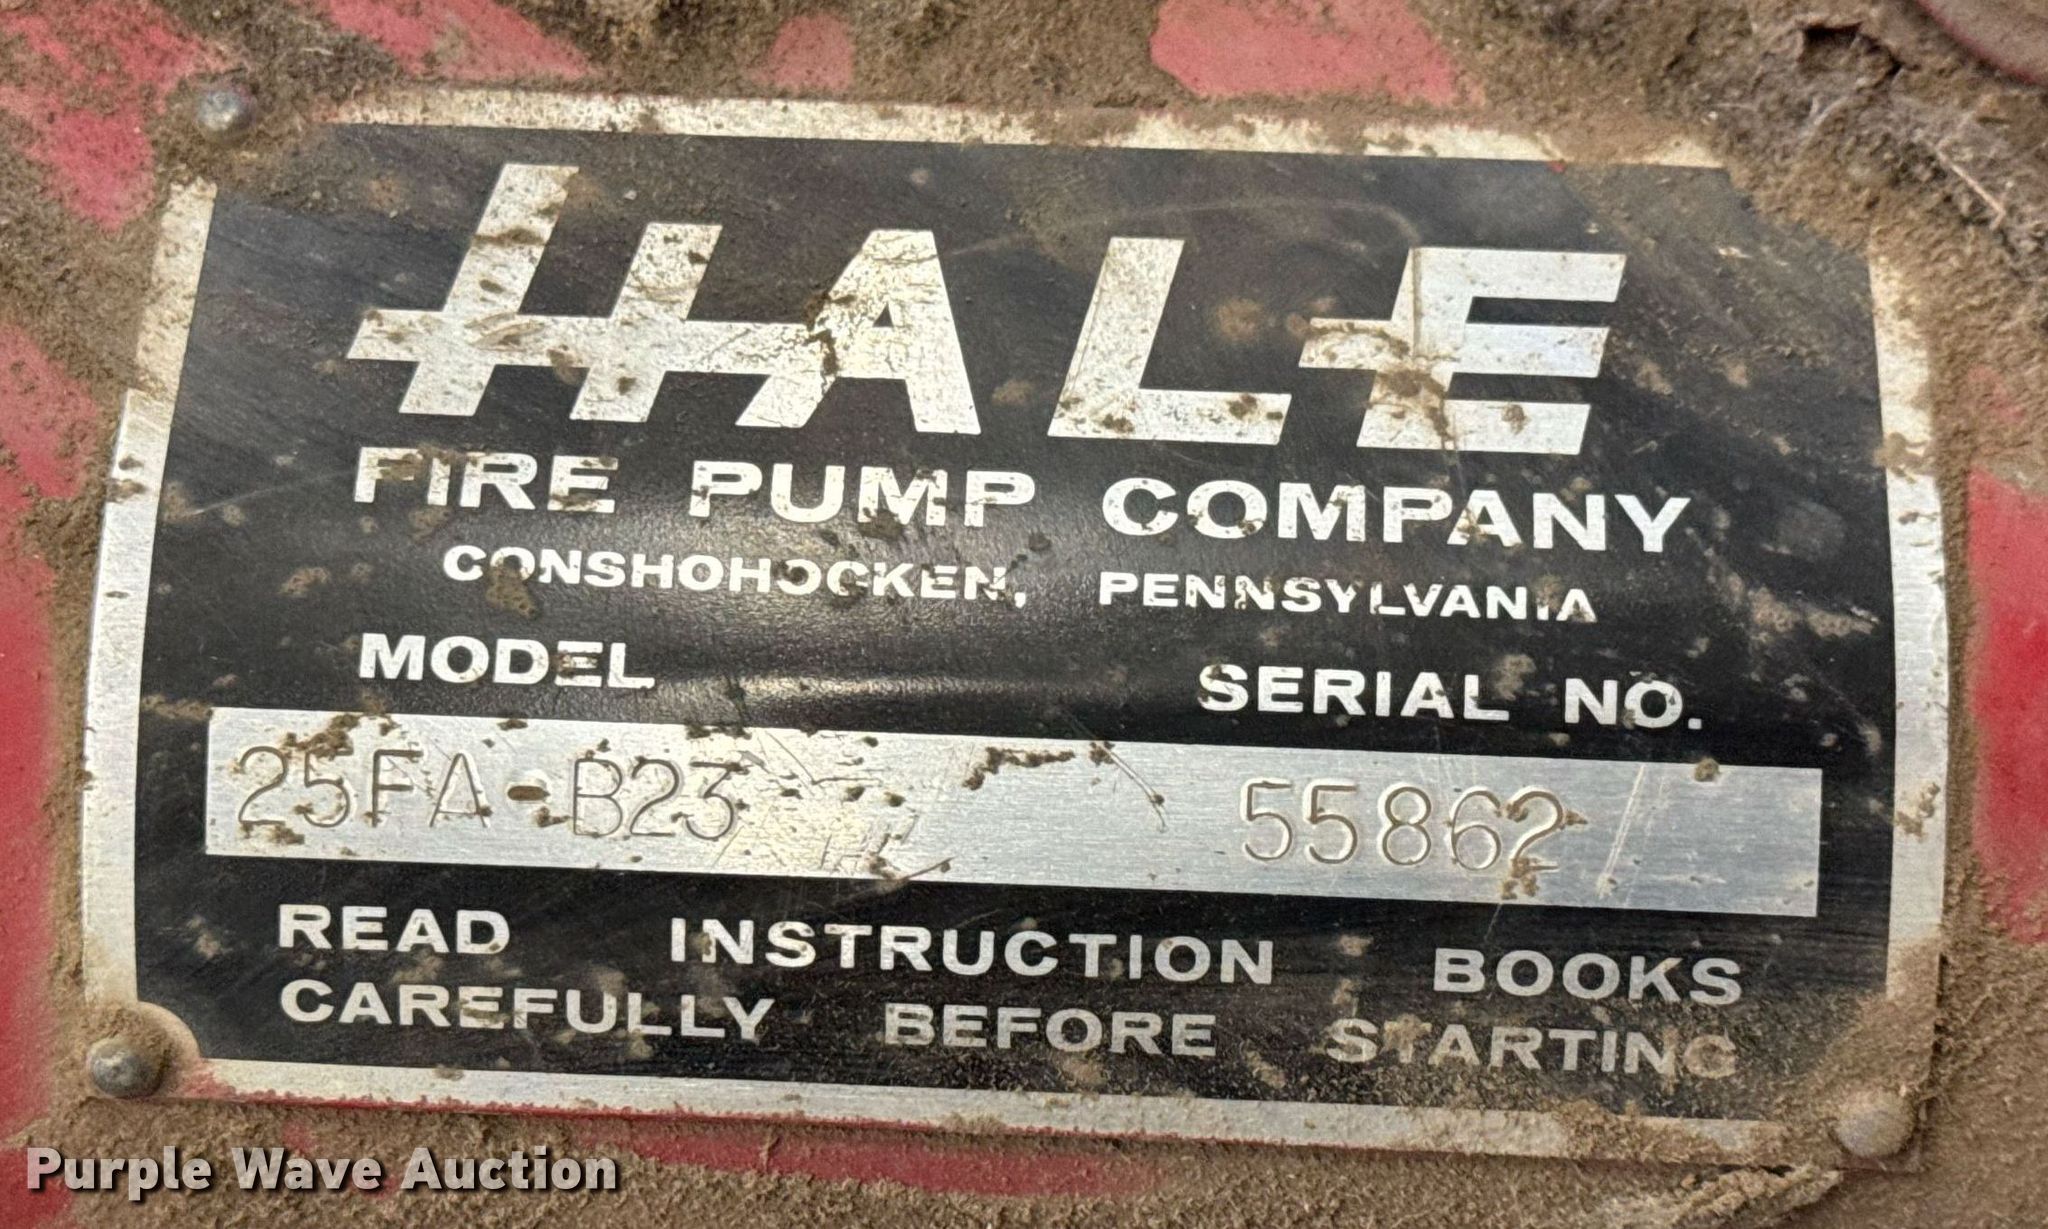 HALE
FIRE PUMP COMPANY
CONSHOHOCKEN, PENNSYLVANIA
MODEL SERIAL NO.
25FA-B23 55862
READ INSTRUCTION BOOKS
CAREFULLY BEFORE STARTING
Purple Wave Auction